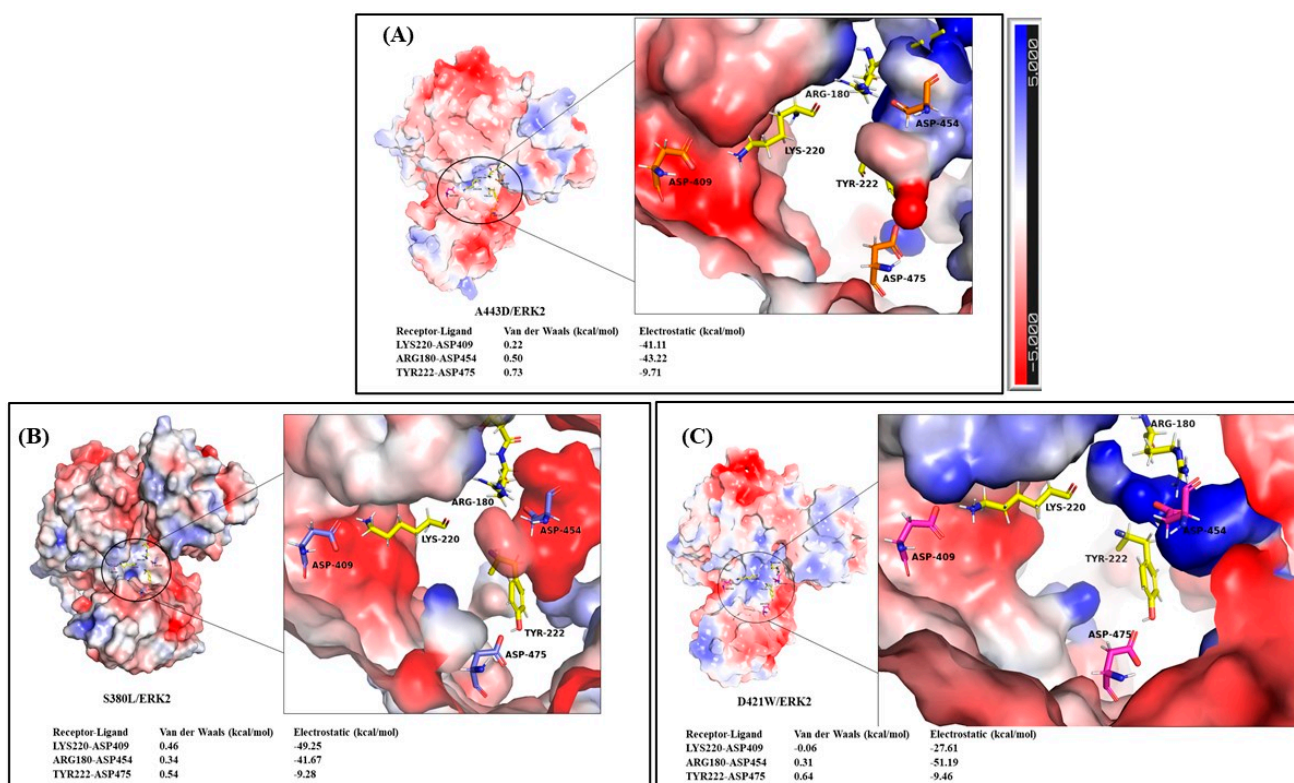 (A)
ARG-180
ASP-454
LYS-220
ASP-409
TYR-222
ASP-475
A443D/ERK2
Receptor-Ligand Van der Waals (kcal/mol) Electrostatic (kcal/mol)
LYS220-ASP409 0.22 -41.11
ARG180-ASP454 0.50 -43.22
TYR222-ASP475 0.73 -9.71
5.000
-5.000
(B)
ARG-180
ASP-454
LYS-220
ASP-409
TYR-222
ASP-475
S380L/ERK2
Receptor-Ligand Van der Waals (kcal/mol) Electrostatic (kcal/mol)
LYS220-ASP409 0.46 -49.25
ARG180-ASP454 0.34 -41.67
TYR222-ASP475 0.54 -9.28
(C)
ARG-180
LYS-220
ASP-454
ASP-409
TYR-222
ASP-475
D421W/ERK2
Receptor-Ligand Van der Waals (kcal/mol) Electrostatic (kcal/mol)
LYS220-ASP409 -0.06 -27.61
ARG180-ASP454 0.31 -51.19
TYR222-ASP475 0.64 -9.46